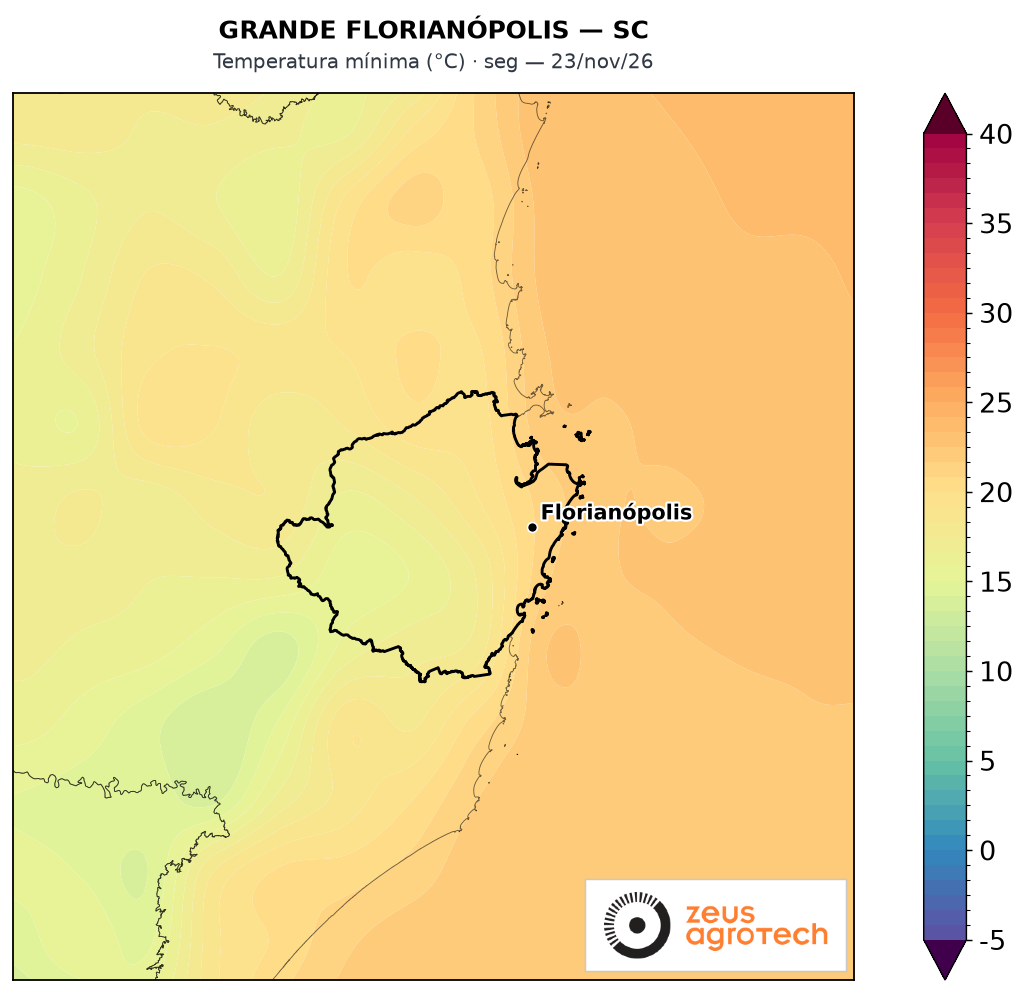 GRANDE FLORIANÓPOLIS — SC
Temperatura mínima (°C) · seg — 23/nov/26
40
35
30
25
20
15
10
5
0
-5
Florianópolis
zeus
agrotech